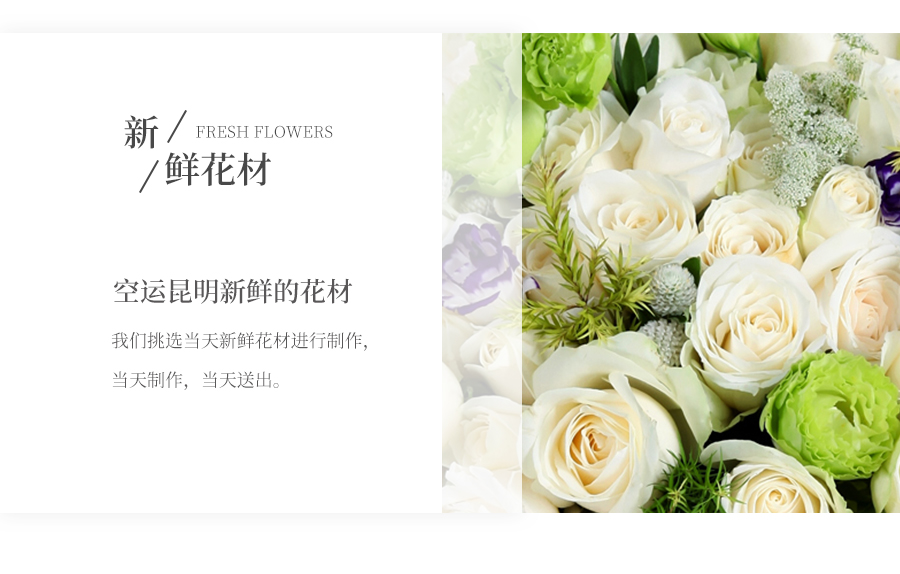 新
FRESH FLOWERS
鲜花材
空运昆明新鲜的花材
我们挑选当天新鲜花材进行制作，
当天制作，当天送出。